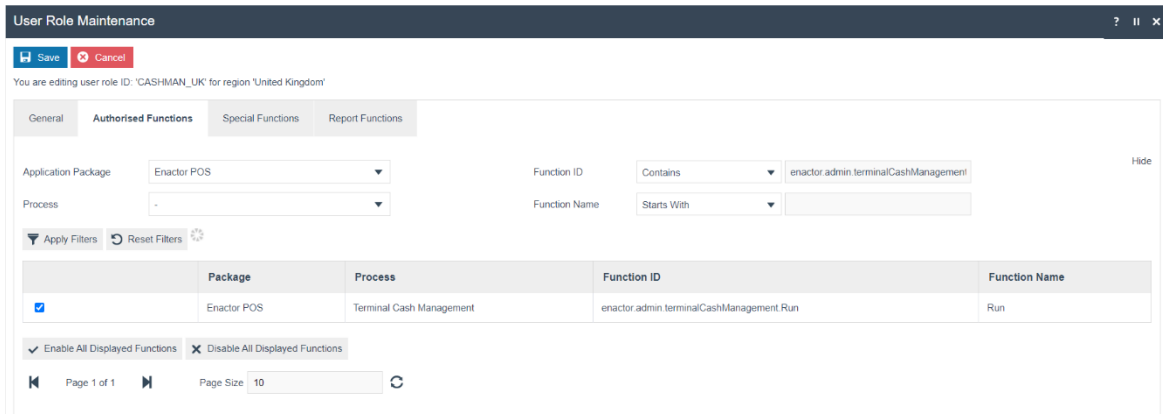 User Role Maintenance ?
Save Cancel
You are editing user role ID: 'CASHMAN_UK' for region 'United Kingdom'
General Authorised Functions Special Functions Report Functions
Application Package Enactor POS Function ID Contains enactor.admin.terminalCashManagement Hide
Process - Function Name Starts With
Apply Filters Reset Filters
Package Process Function ID Function Name
Enactor POS Terminal Cash Management enactor.admin.terminalCashManagement.Run Run
Enable All Displayed Functions Disable All Displayed Functions
Page 1 of 1 Page Size 10